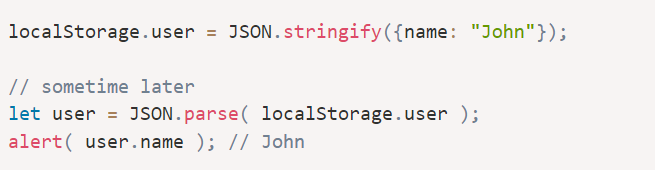 localStorage.user = JSON.stringify({name: "John"});
// sometime later
let user = JSON.parse( localStorage.user );
alert( user.name ); // John